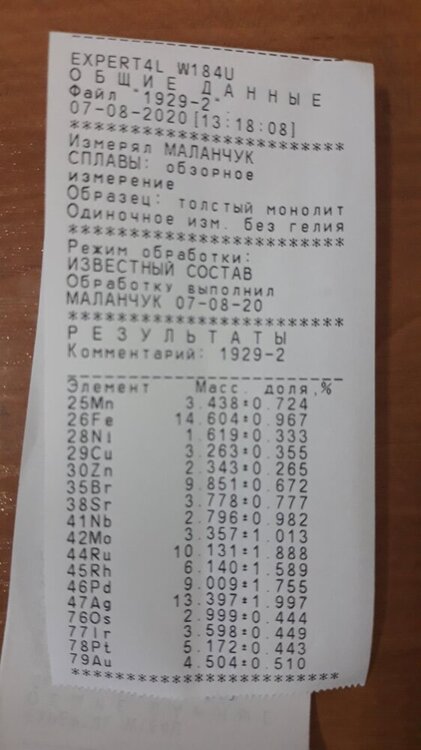 EXPERT4L W184U
ОБЩИЕ ДАННЫЕ
Файл "1929-2".
07-08-2020[13:18:08]
**************************
Измерял МАЛАНЧУК
СПЛАВЫ: обзорное
измерение
Образец: толстый монолит
Одиночное изм. без гелия
**************************
Режим обработки:
ИЗВЕСТНЫЙ СОСТАВ
Обработку выполнил
МАЛАНЧУК 07-08-20
**************************
РЕЗУЛЬТАТЫ
Комментарий: 1929-2
Элемент Масс. доля,%
25Mn 3.438±0.724
26Fe 14.604±0.967
28Ni 1.619±0.333
29Cu 3.263±0.355
30Zn 2.343±0.265
35Br 9.851±0.672
38Sr 3.778±0.777
41Nb 2.796±0.982
42Mo 3.357±1.013
44Ru 10.131±1.888
45Rh 6.140±1.589
46Pd 9.009±1.755
47Ag 13.397±1.997
76Os 2.999±0.444
77Ir 3.598±0.449
78Pt 5.172±0.443
79Au 4.504±0.510
**************************